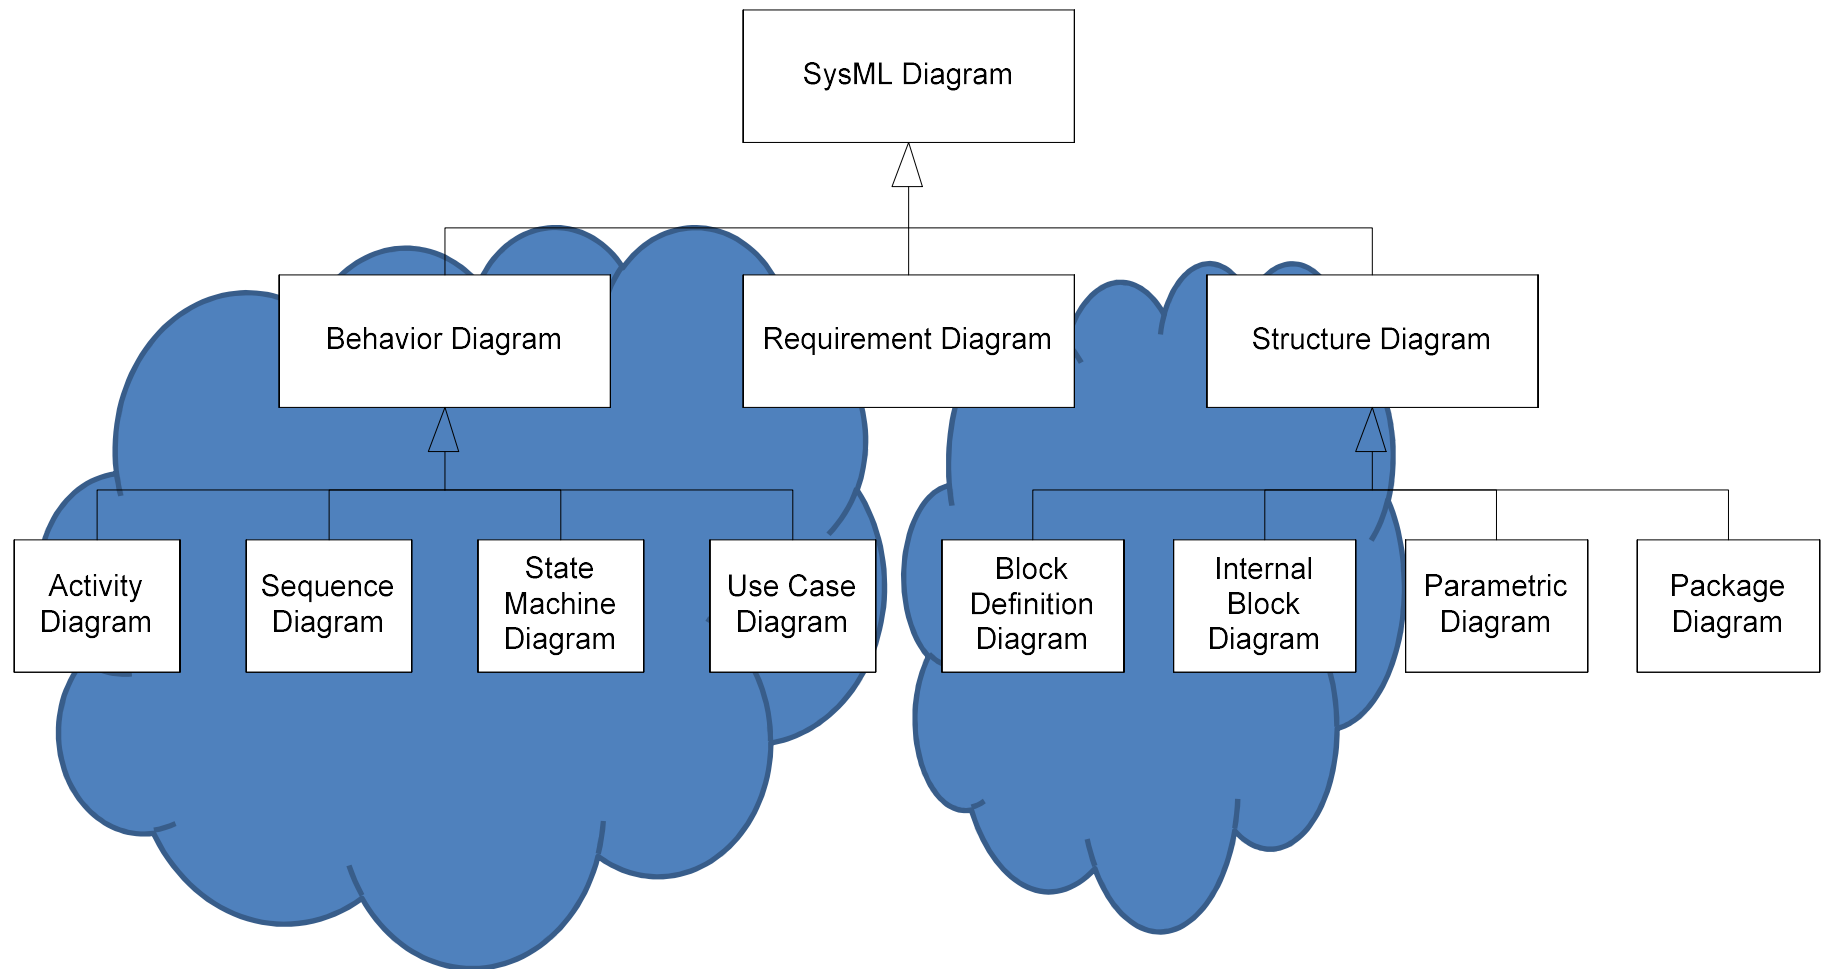 SysML Diagram
Behavior Diagram
Requirement Diagram
Structure Diagram
Activity
Diagram
Sequence
Diagram
State
Machine
Diagram
Use Case
Diagram
Block
Definition
Diagram
Internal
Block
Diagram
Parametric
Diagram
Package
Diagram